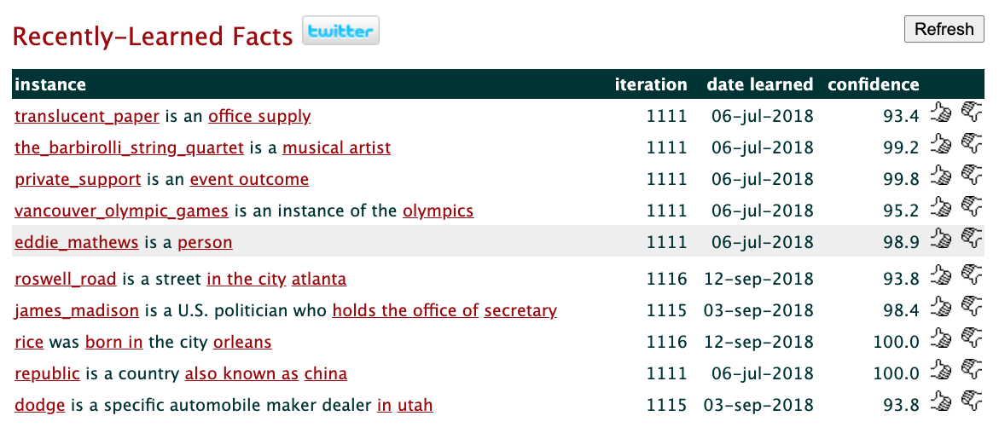 Recently-Learned Facts twitter Refresh
instance iteration date learned confidence
translucent_paper is an office supply 1111 06-jul-2018 93.4
the_barbirolli_string_quartet is a musical artist 1111 06-jul-2018 99.2
private_support is an event outcome 1111 06-jul-2018 99.8
vancouver_olympic_games is an instance of the olympics 1111 06-jul-2018 95.2
eddie_mathews is a person 1111 06-jul-2018 98.9
roswell_road is a street in the city atlanta 1116 12-sep-2018 93.8
james_madison is a U.S. politician who holds the office of secretary 1115 03-sep-2018 98.4
rice was born in the city orleans 1116 12-sep-2018 100.0
republic is a country also known as china 1111 06-jul-2018 100.0
dodge is a specific automobile maker dealer in utah 1115 03-sep-2018 93.8